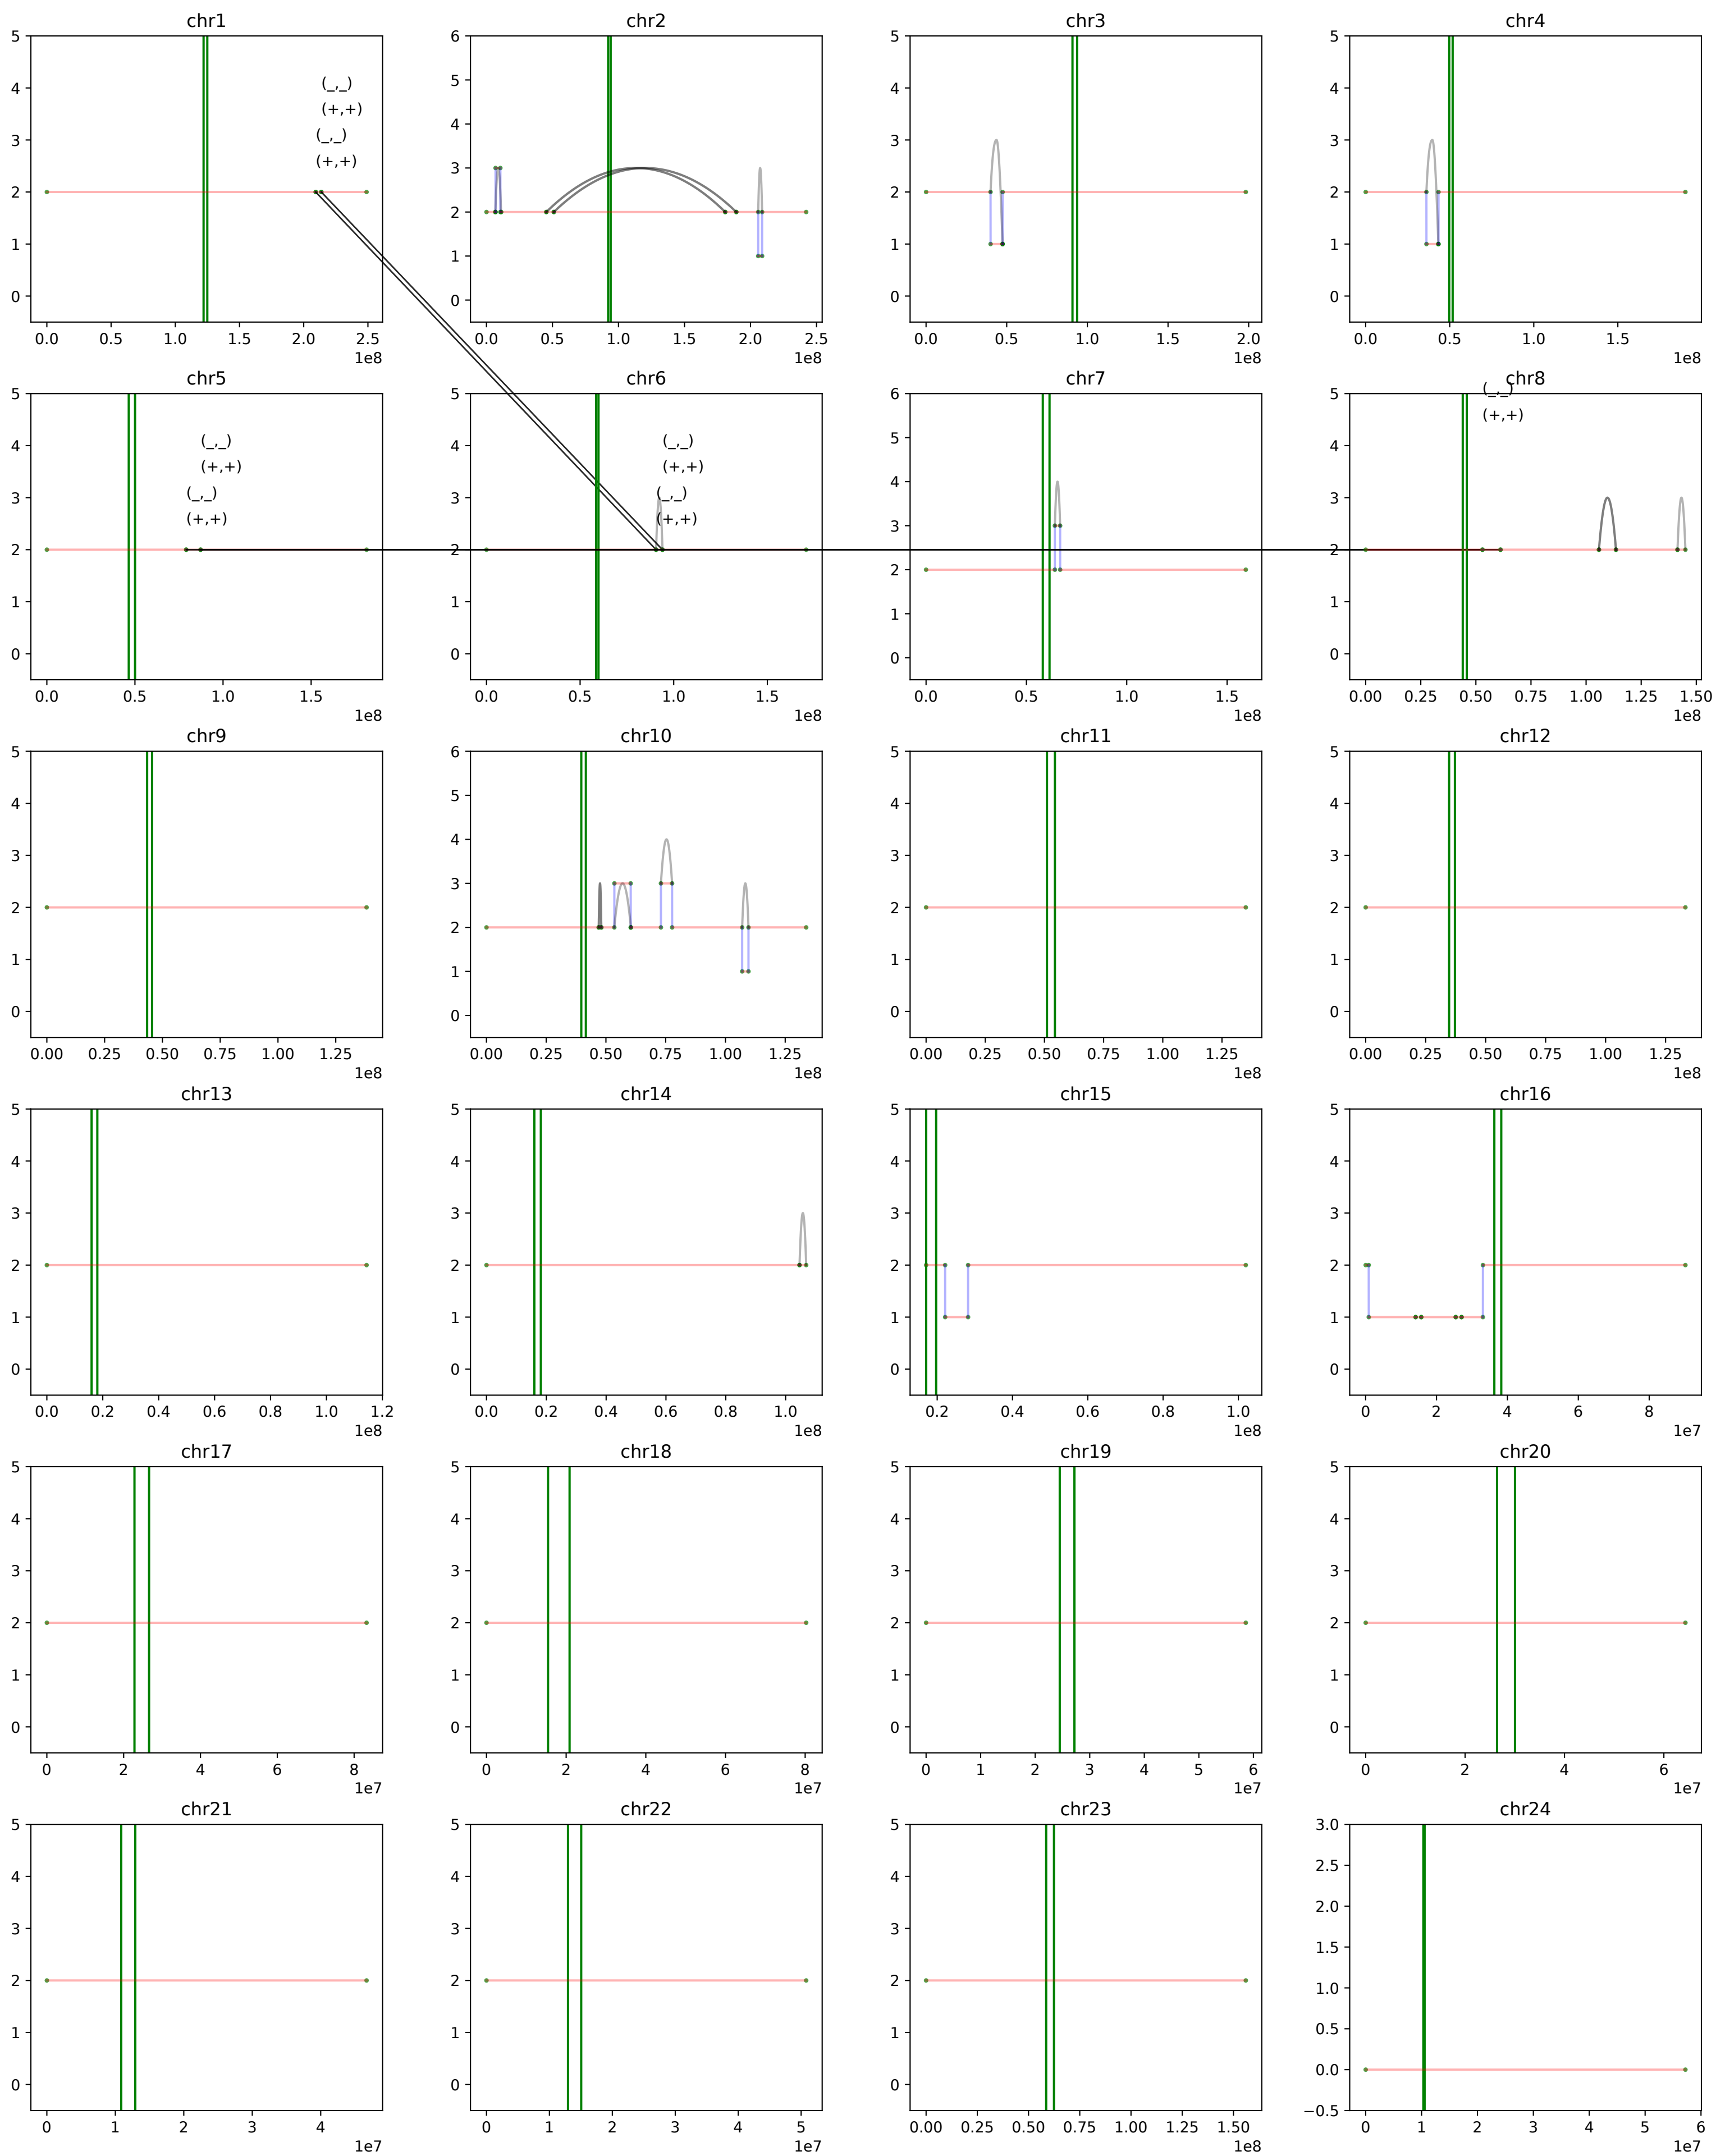 chr1 chr2 chr3 chr4
5 6 5 5
(_,_)
4 5 4 4
(+,+)
4
3 (_,_) 3 3
(+,+) 3
2 2 2 2
1 1 1 1
0 0 0 0
0.0 0.5 1.0 1.5 2.0 2.5 0.0 0.5 1.0 1.5 2.0 2.5 0.0 0.5 1.0 1.5 2.0 0.0 0.5 1.0 1.5
1e8 1e8 1e8 1e8
chr5 chr6 chr7 chr8
5 5 6 5 (_,_)
(+,+)
4 (_,_) 4 (_,_) 5 4
(+,+) (+,+) 4
3 (_,_) 3 (_,_) 3 3
(+,+) (+,+)
2 2 2 2
1 1 1 1
0 0 0 0
0.0 0.5 1.0 1.5 0.0 0.5 1.0 1.5 0.0 0.5 1.0 1.5 0.00 0.25 0.50 0.75 1.00 1.25 1.50
1e8 1e8 1e8 1e8
chr9 chr10 chr11 chr12
5 6 5 5
4 5 4 4
4
3 3 3 3
2 2 2 2
1 1 1 1
0 0 0 0
0.00 0.25 0.50 0.75 1.00 1.25 0.00 0.25 0.50 0.75 1.00 1.25 0.00 0.25 0.50 0.75 1.00 1.25 0.00 0.25 0.50 0.75 1.00 1.25
1e8 1e8 1e8 1e8
chr13 chr14 chr15 chr16
5 5 5 5
4 4 4 4
3 3 3 3
2 2 2 2
1 1 1 1
0 0 0 0
0.0 0.2 0.4 0.6 0.8 1.0 1.2 0.0 0.2 0.4 0.6 0.8 1.0 0.2 0.4 0.6 0.8 1.0 0 2 4 6 8
1e8 1e8 1e8 1e7
chr17 chr18 chr19 chr20
5 5 5 5
4 4 4 4
3 3 3 3
2 2 2 2
1 1 1 1
0 0 0 0
0 2 4 6 8 0 2 4 6 8 0 1 2 3 4 5 6 0 2 4 6
1e7 1e7 1e7 1e7
chr21 chr22 chr23 chr24
5 5 5 3.0
4 4 4 2.5
3 3 3 2.0
1.5
2 2 2 1.0
1 1 1 0.5
0 0 0 0.0
−0.5
0 1 2 3 4 0 1 2 3 4 5 0.00 0.25 0.50 0.75 1.00 1.25 1.50 0 1 2 3 4 5 6
1e7 1e7 1e8 1e7